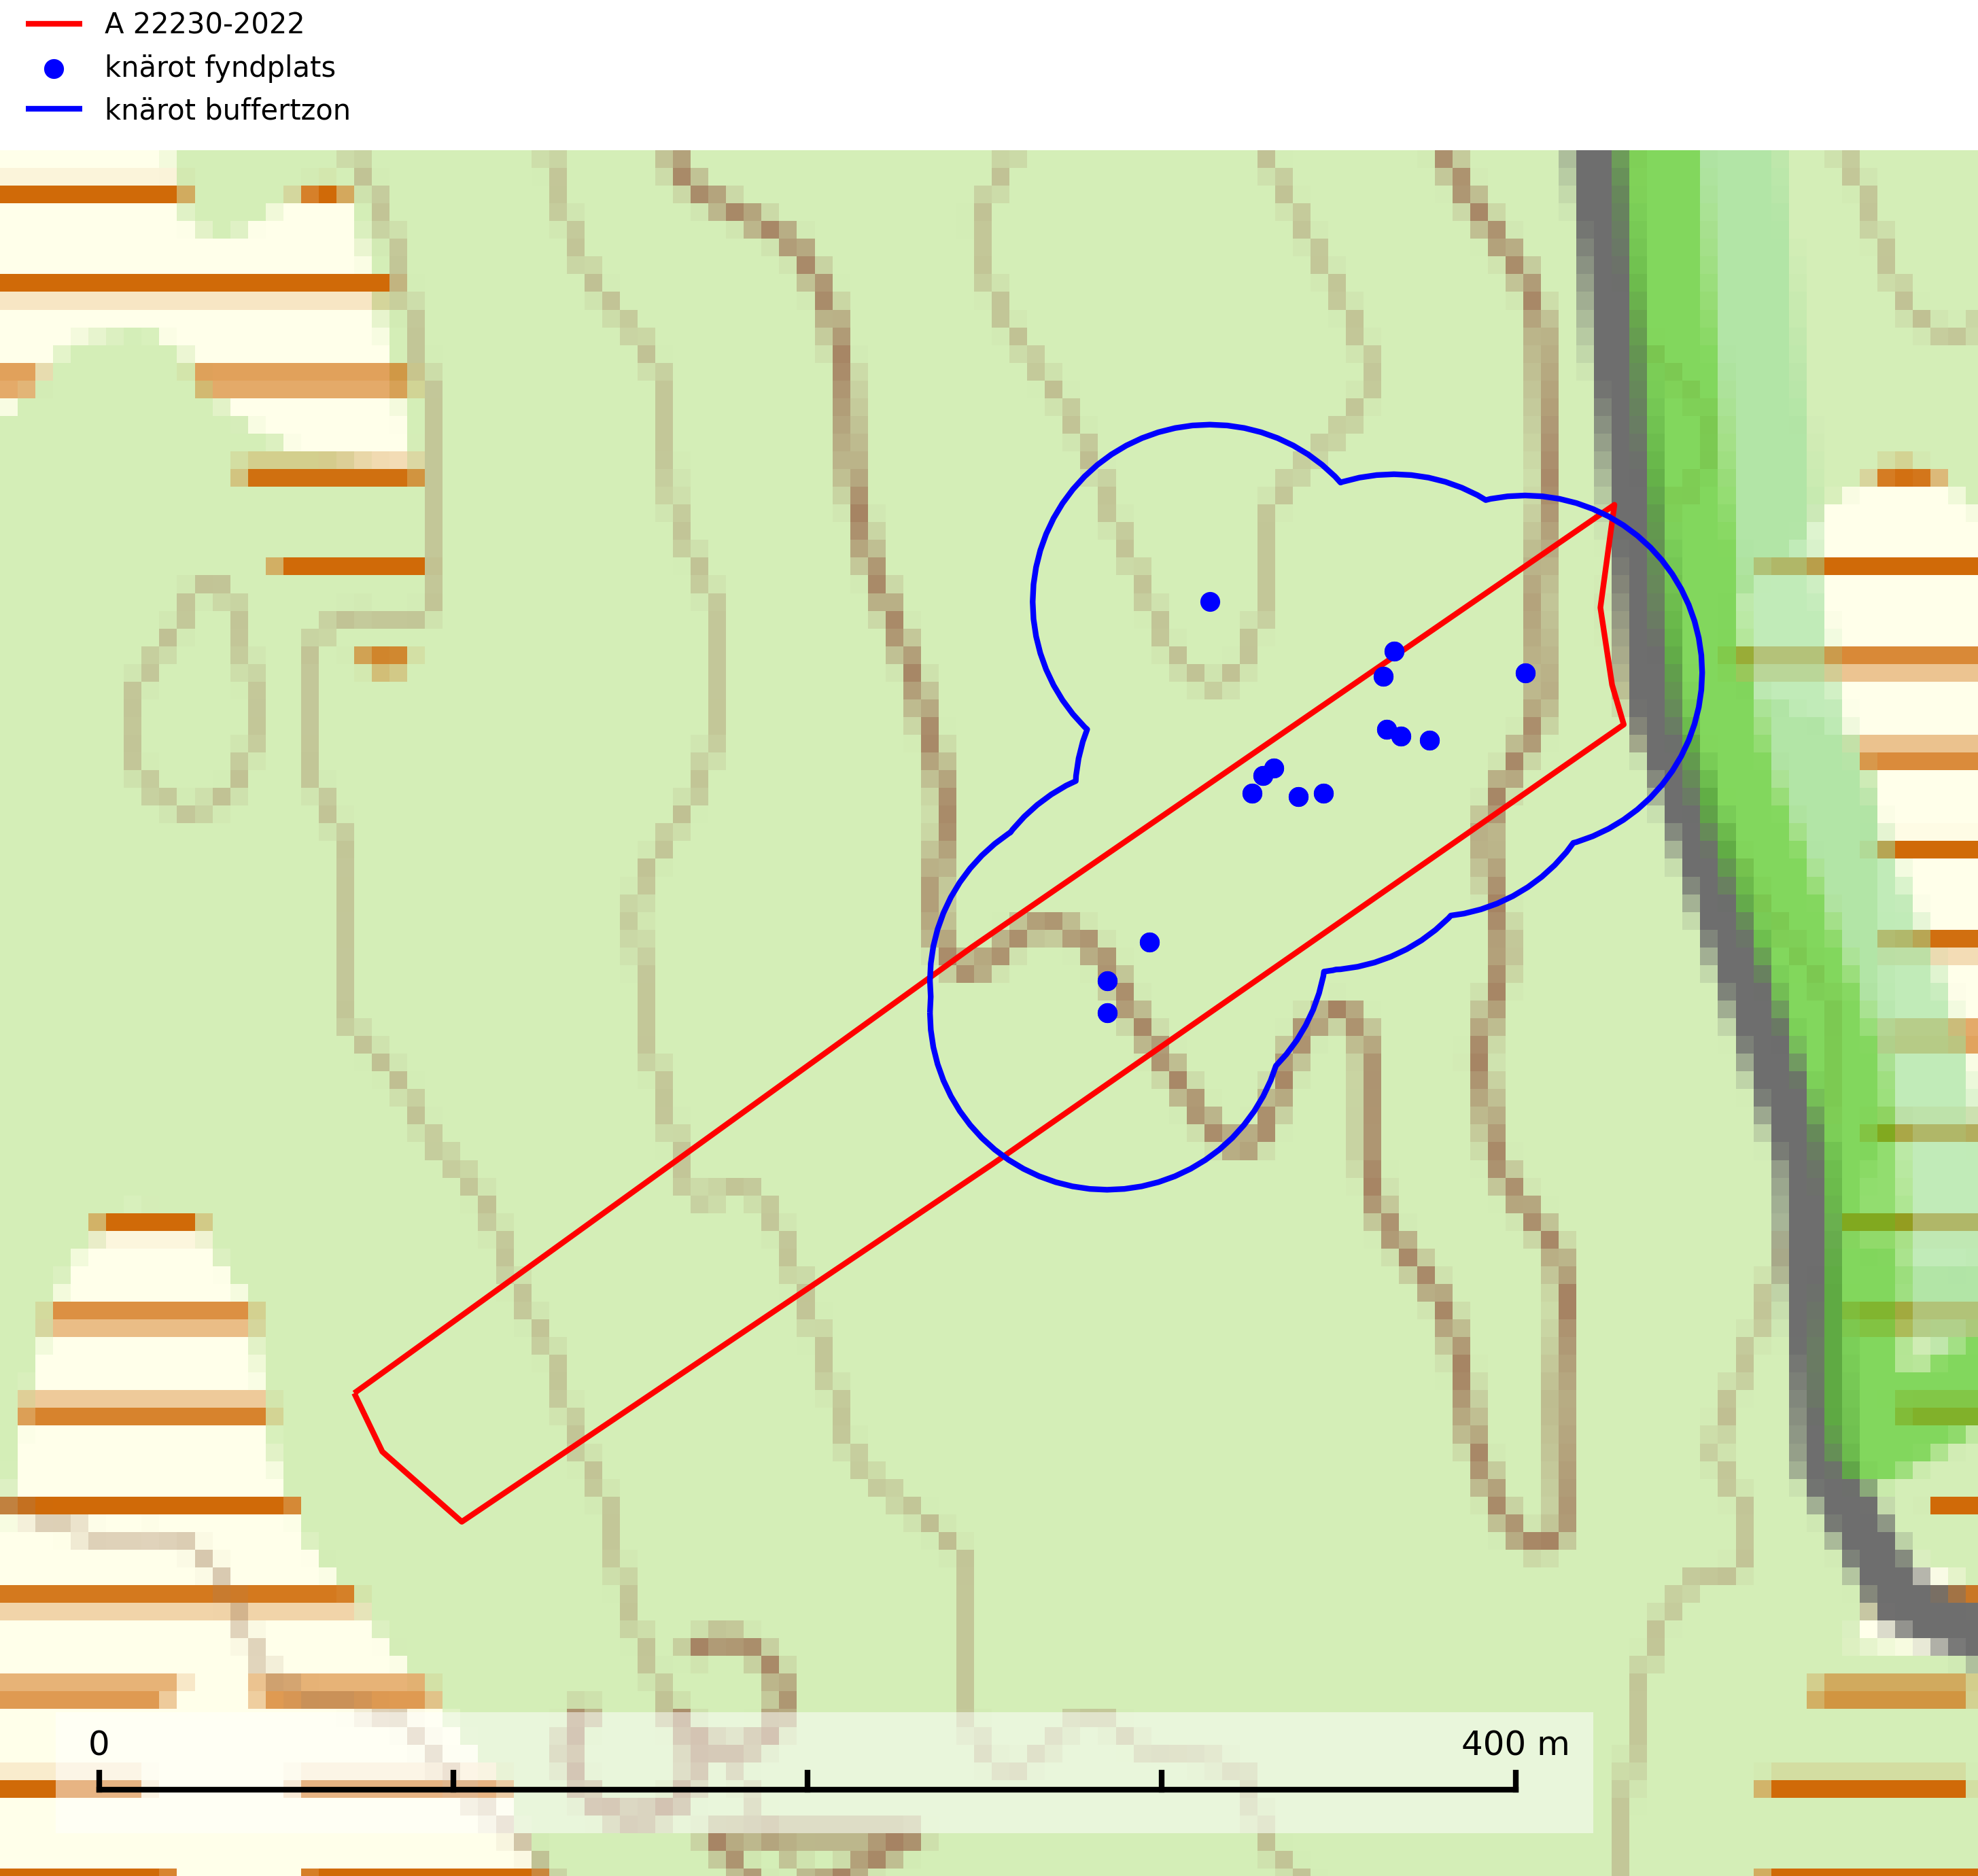 A 22230-2022
knärot fyndplats
knärot buffertzon
0
400 m